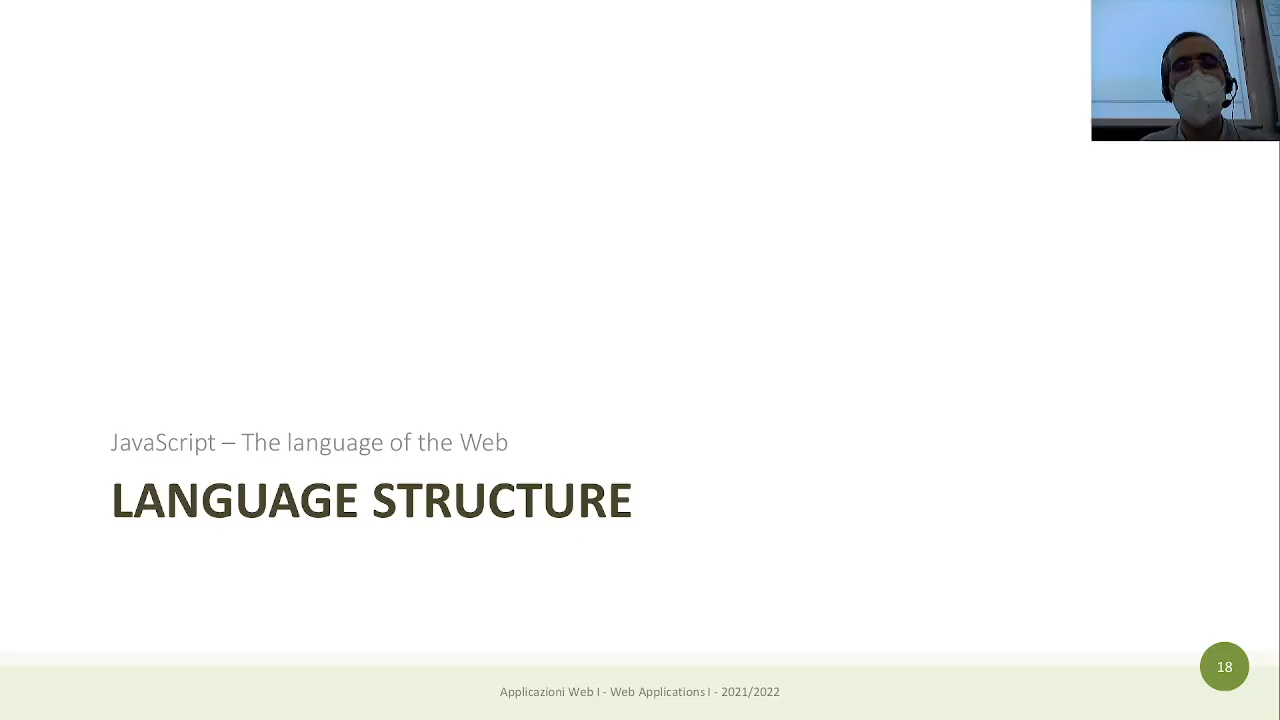 JavaScript – The language of the Web
LANGUAGE STRUCTURE
18
Applicazioni Web I - Web Applications I - 2021/2022